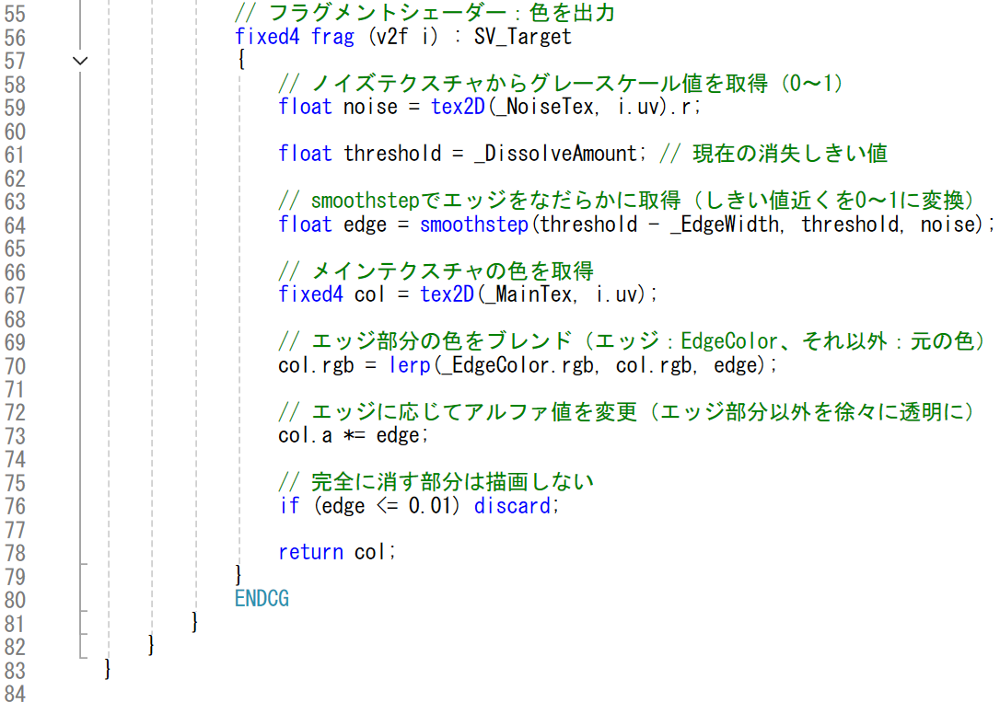 55 // フラグメントシェーダー：色を出力
56 fixed4 frag (v2f i) : SV_Target
57 {
58 // ノイズテクスチャからグレースケール値を取得（0～1）
59 float noise = tex2D(_NoiseTex, i.uv).r;
60
61 float threshold = _DissolveAmount; // 現在の消失しきい値
62
63 // smoothstepでエッジをなだらかに取得（しきい値近くを0～1に変換）
64 float edge = smoothstep(threshold - _EdgeWidth, threshold, noise);
65
66 // メインテクスチャの色を取得
67 fixed4 col = tex2D(_MainTex, i.uv);
68
69 // エッジ部分の色をブレンド（エッジ：EdgeColor、それ以外：元の色）
70 col.rgb = lerp(_EdgeColor.rgb, col.rgb, edge);
71
72 // エッジに応じてアルファ値を変更（エッジ部分以外を徐々に透明に）
73 col.a *= edge;
74
75 // 完全に消す部分は描画しない
76 if (edge <= 0.01) discard;
77
78 return col;
79 }
80 ENDCG
81 }
82 }
83 }
84